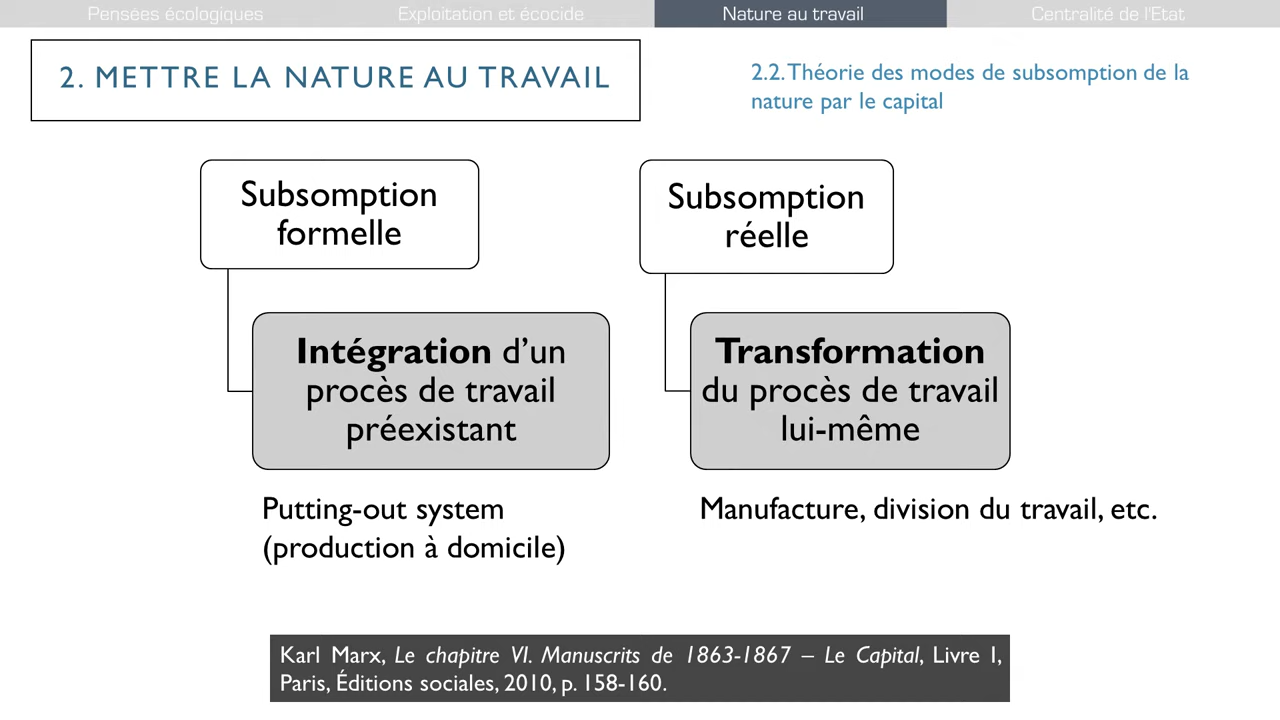 Pensées écologiques
Exploitation et écocide
Nature au travail
Centralité de l'Etat
2. METTRE LA NATURE AU TRAVAIL
2.2. Théorie des modes de subsomption de la
nature par le capital
Subsomption
formelle
Intégration d’un
procès de travail
préexistant
Putting-out system
(production à domicile)
Subsomption
réelle
Transformation
du procès de travail
lui-même
Manufacture, division du travail, etc.
Karl Marx, Le chapitre VI. Manuscrits de 1863-1867 – Le Capital, Livre I,
Paris, Éditions sociales, 2010, p. 158-160.